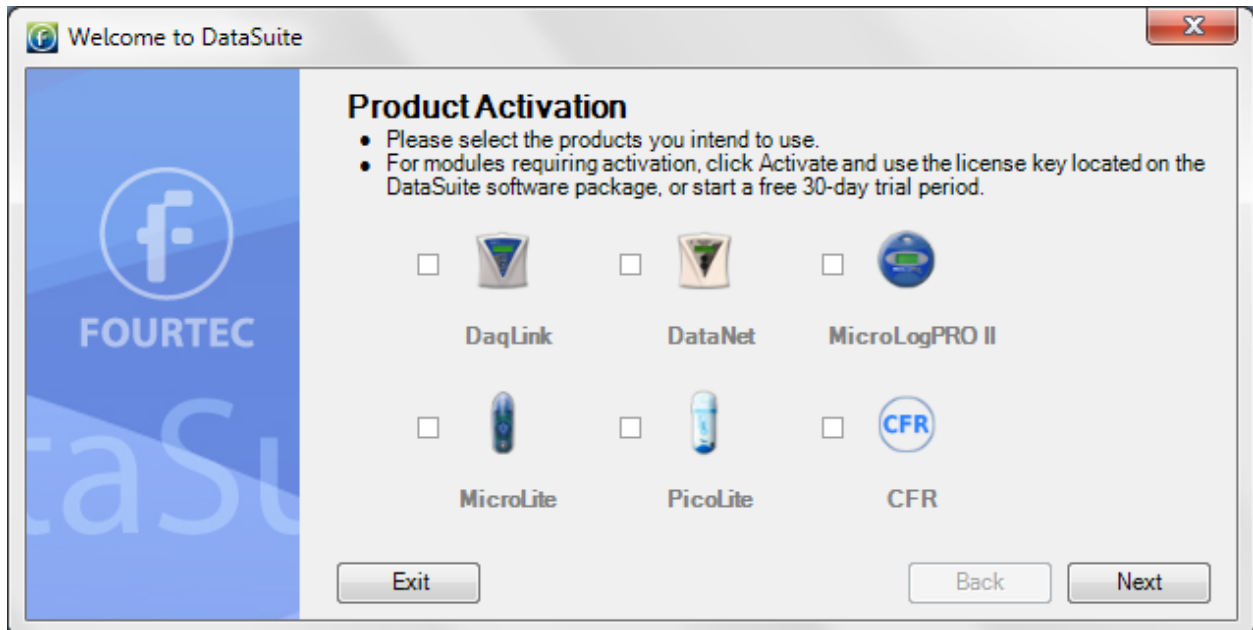 Welcome to DataSuite
Product Activation
• Please select the products you intend to use.
• For modules requiring activation, click Activate and use the license key located on the
DataSuite software package, or start a free 30-day trial period.
FOURTEC
DaqLink
DataNet
MicroLogPRO II
CFR
MicroLite
PicoLite
CFR
taSu
Exit
Back
Next